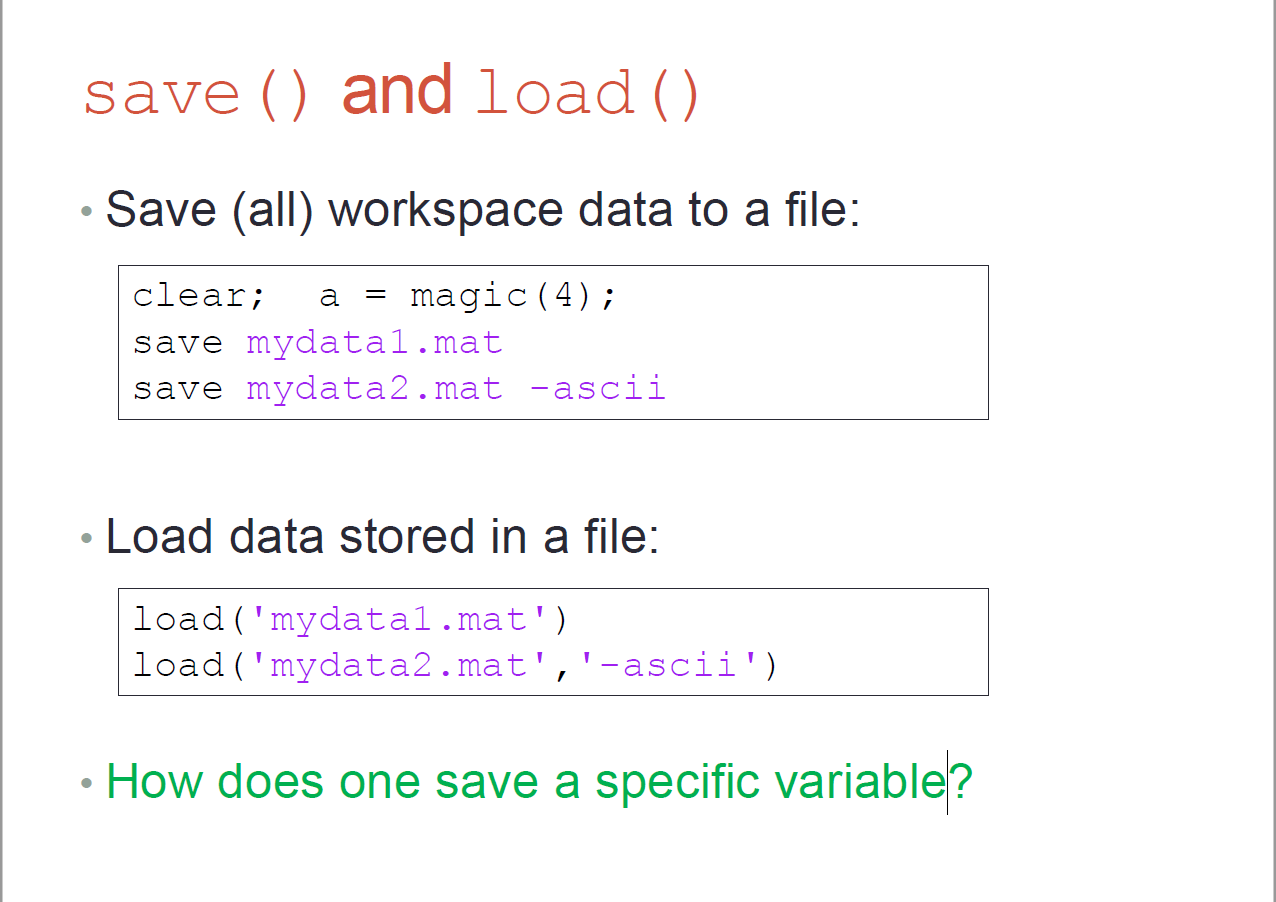 save() and load()
• Save (all) workspace data to a file:
clear;  a = magic(4);
save mydata1.mat
save mydata2.mat -ascii
• Load data stored in a file:
load('mydata1.mat')
load('mydata2.mat','-ascii')
• How does one save a specific variable?